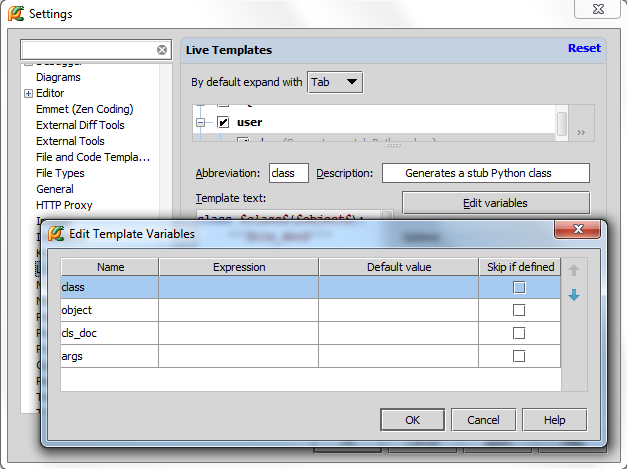 Settings
Live Templates
Reset
Diagrams
Editor
Emmet (Zen Coding)
External Diff Tools
External Tools
File and Code Templa...
File Types
General
HTTP Proxy
By default expand with
Tab
user
Abbreviation:
class
Description:
Generates a stub Python class
Template text:
Edit variables
class $class$($object$):
Edit Template Variables
Name Expression Default value Skip if defined
class
object
cls_doc
args
OK
Cancel
Help